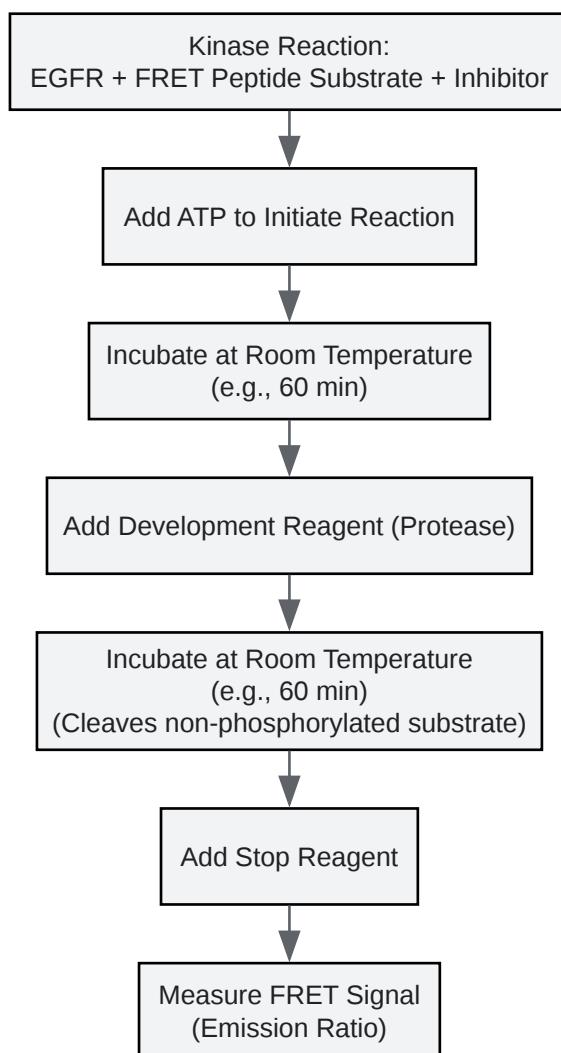 Kinase Reaction:
EGFR + FRET Peptide Substrate + Inhibitor
Add ATP to Initiate Reaction
Incubate at Room Temperature
(e.g., 60 min)
Add Development Reagent (Protease)
Incubate at Room Temperature
(e.g., 60 min)
(Cleaves non-phosphorylated substrate)
Add Stop Reagent
Measure FRET Signal
(Emission Ratio)